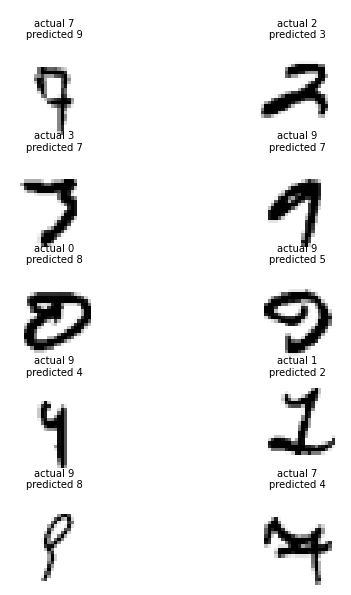 actual 7
predicted 9
actual 2
predicted 3
actual 3
predicted 7
actual 9
predicted 7
actual 0
predicted 8
actual 9
predicted 5
actual 9
predicted 4
actual 1
predicted 2
actual 9
predicted 8
actual 7
predicted 4